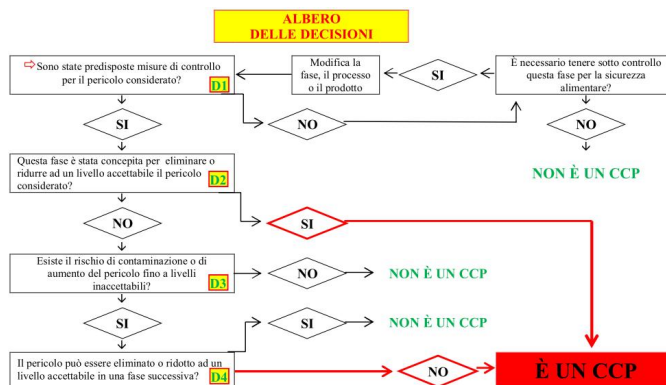 ALBERO
DELLE DECISIONI
⇨Sono state predisposte misure di controllo
per il pericolo considerato?
D1
Modifica la
fase, il processo
o il prodotto
SI
È necessario tenere sotto controllo
questa fase per la sicurezza
alimentare?
SI
NO
NO
NON È UN CCP
Questa fase è stata concepita per eliminare o
ridurre ad un livello accettabile il pericolo
considerato?
D2
NO
SI
Esiste il rischio di contaminazione o di
aumento del pericolo fino a livelli
inaccettabili?
D3
NO
NON È UN CCP
SI
SI
NON È UN CCP
Il pericolo può essere eliminato o ridotto ad un
livello accettabile in una fase successiva?
D4
NO
È UN CCP